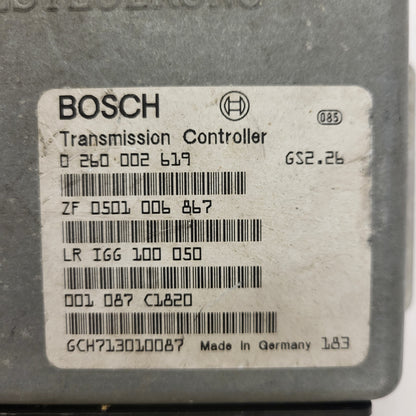 BOSCH 085
Transmission Controller
0 260 002 619 GS2.26
ZF 0501 006 867
LR IGG 100 050
001 087 C1820
GCH713010087 Made in Germany 183